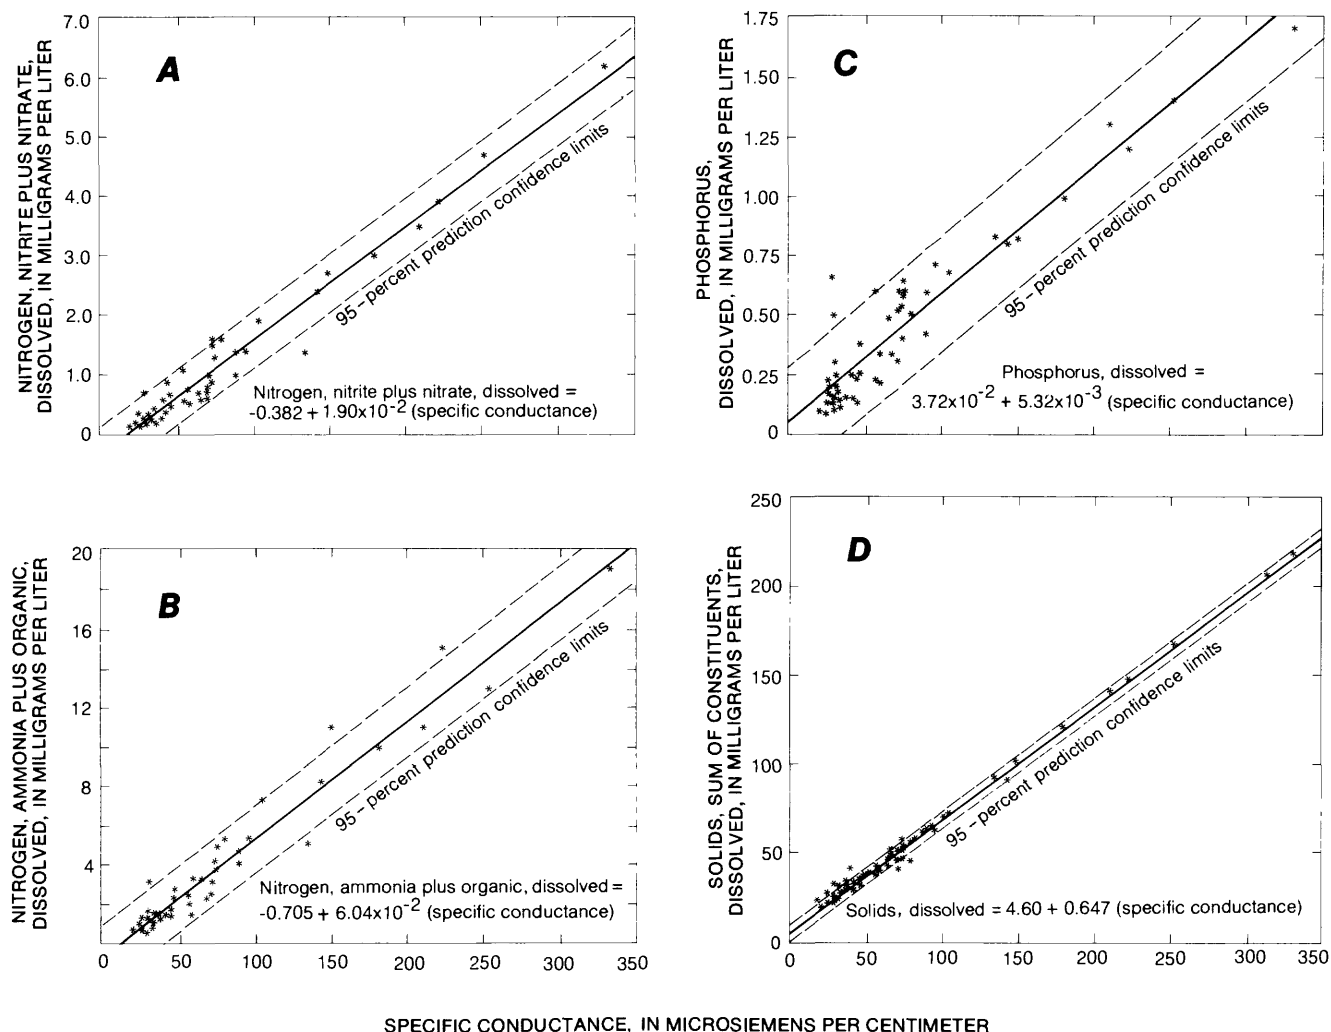 A
NITROGEN, NITRITE PLUS NITRATE,
DISSOLVED, IN MILLIGRAMS PER LITER
7.0
6.0
5.0
4.0
3.0
2.0
1.0
0
95 - percent prediction confidence limits
Nitrogen, nitrite plus nitrate, dissolved =
-0.382 + 1.90x10-2 (specific conductance)
C
PHOSPHORUS,
DISSOLVED, IN MILLIGRAMS PER LITER
1.75
1.50
1.25
1.00
0.75
0.50
0.25
0
95 - percent prediction confidence limits
Phosphorus, dissolved =
3.72x10-2 + 5.32x10-3 (specific conductance)
B
NITROGEN, AMMONIA PLUS ORGANIC,
DISSOLVED, IN MILLIGRAMS PER LITER
20
16
12
8
4
95 - percent prediction confidence limits
Nitrogen, ammonia plus organic, dissolved =
-0.705 + 6.04x10-2 (specific conductance)
0 50 100 150 200 250 300 350
D
SOLIDS, SUM OF CONSTITUENTS,
DISSOLVED, IN MILLIGRAMS PER LITER
250
200
150
100
50
0
95 - percent prediction confidence limits
Solids, dissolved = 4.60 + 0.647 (specific conductance)
0 50 100 150 200 250 300 350
SPECIFIC CONDUCTANCE, IN MICROSIEMENS PER CENTIMETER